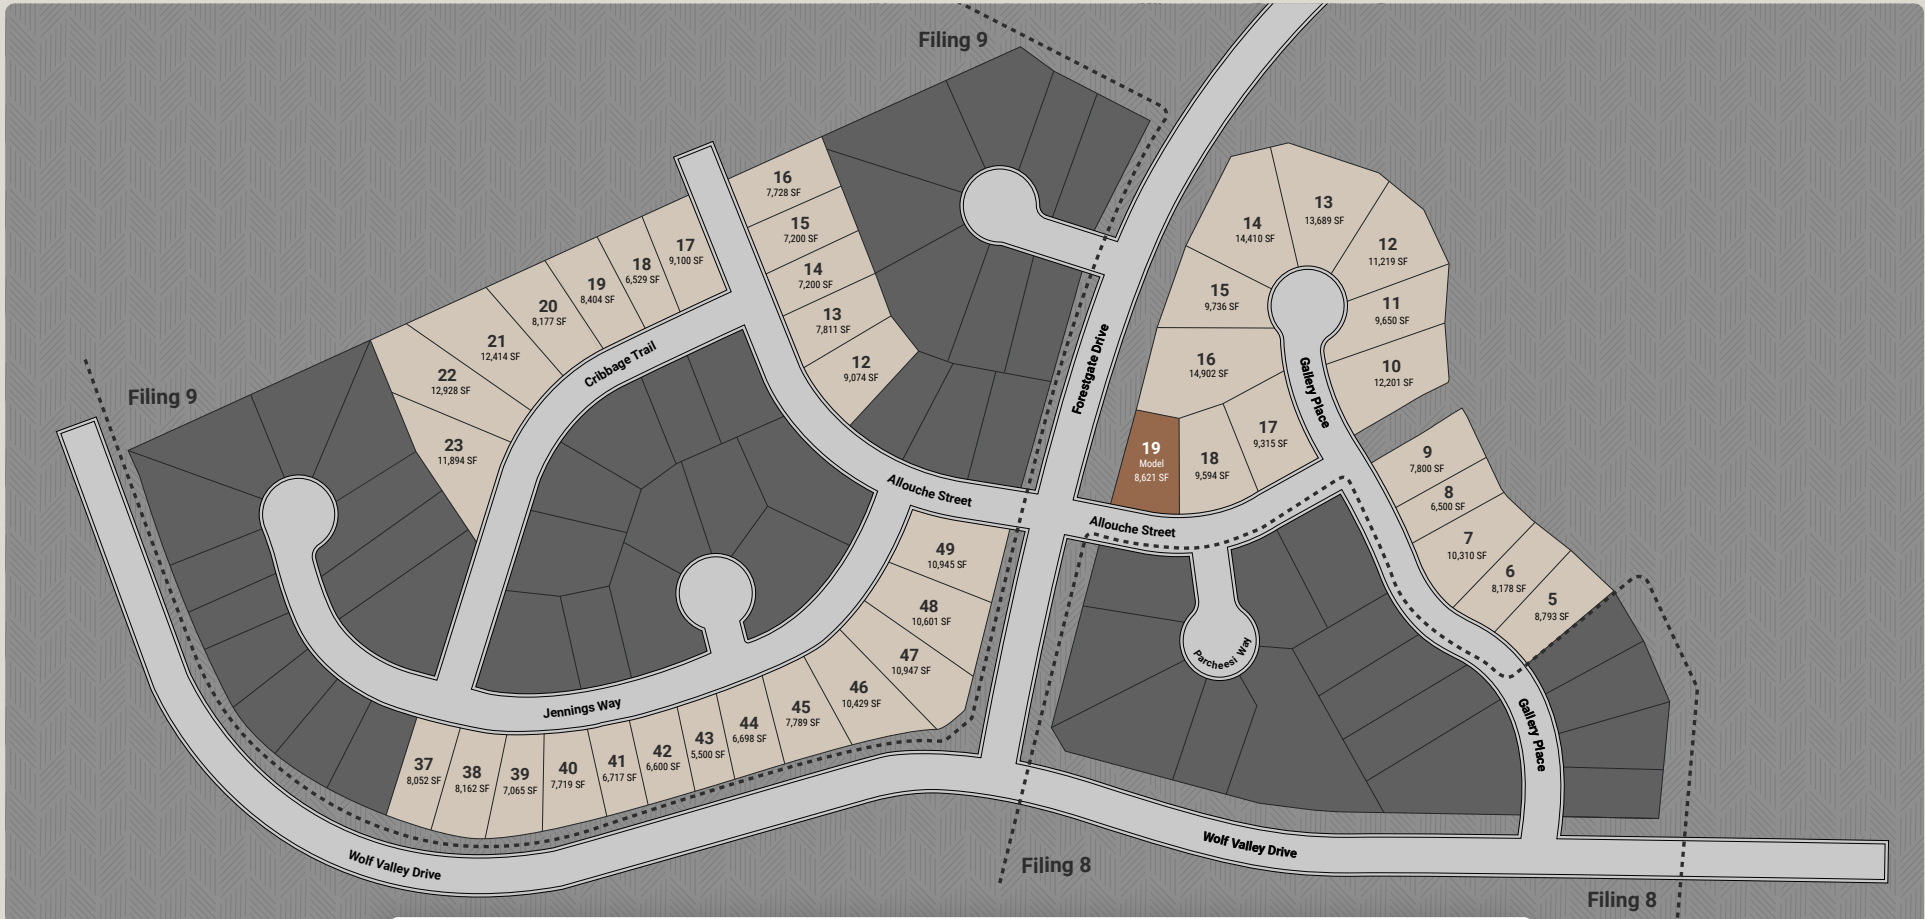 Filing 9
16
7,728 SF
15
7,200 SF
14
7,200 SF
13
7,811 SF
12
9,074 SF
17
9,100 SF
18
6,529 SF
19
8,404 SF
20
8,177 SF
21
12,414 SF
22
12,928 SF
23
11,894 SF
Cribbage Trail
Filing 9
Forestgate Drive
14
14,410 SF
13
13,689 SF
12
11,219 SF
11
9,650 SF
10
12,201 SF
15
9,736 SF
16
14,902 SF
17
9,315 SF
18
9,594 SF
19
Model
8,621 SF
Gallery Place
9
7,800 SF
8
6,500 SF
7
10,310 SF
6
8,178 SF
5
8,793 SF
Allouche Street
Allouche Street
Parcheesi Way
49
10,945 SF
48
10,601 SF
47
10,947 SF
46
10,429 SF
45
7,789 SF
44
6,698 SF
43
5,500 SF
42
6,600 SF
41
6,717 SF
40
7,719 SF
39
7,065 SF
38
8,162 SF
37
8,052 SF
Jennings Way
Gallery Place
Wolf Valley Drive
Wolf Valley Drive
Filing 8
Filing 8